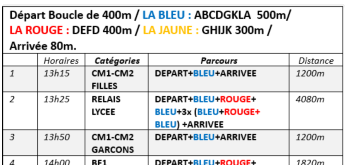 Départ Boucle de 400m / LA BLEU : ABCDGKLA 500m/
LA ROUGE : DEFD 400m / LA JAUNE : GHIJK 300m /
Arrivée 80m.
Horaires Catégories Parcours Distance
1 13h15 CM1-CM2 FILLES DEPART+BLEU+ARRIVEE 1200m
2 13h25 RELAIS LYCEE DEPART+BLEU+ROUGE+ 4080m
BLEU+3x (BLEU+ROUGE+
BLEU) +ARRIVEE
3 13h50 CM1-CM2 GARCONS DEPART+BLEU+ARRIVEE 1200m
4 14h00 BF1 DEPART+BLEU+ROUGE+ 1820m